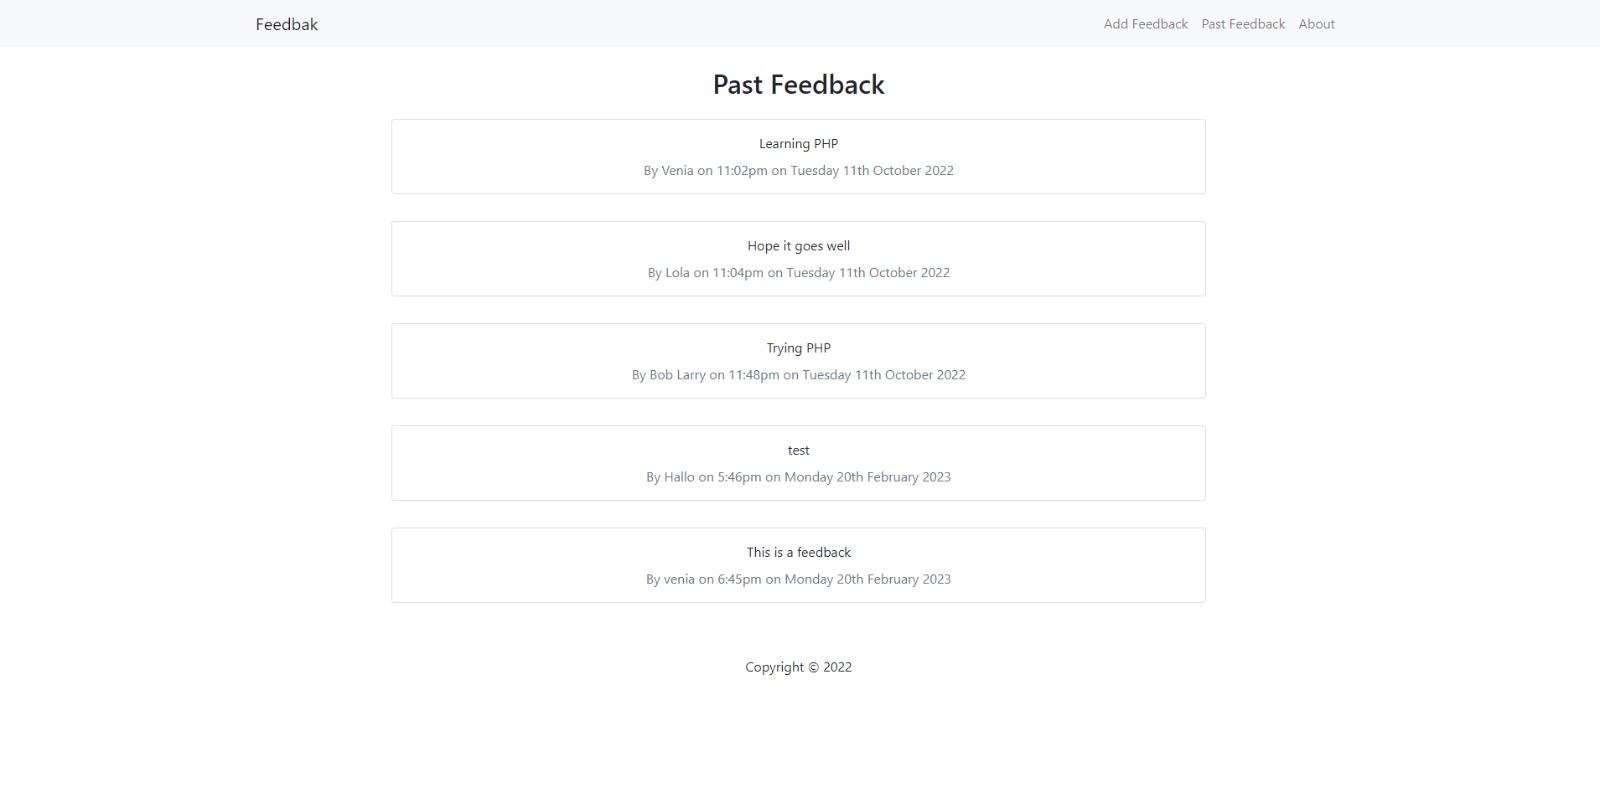 Feedbak
Add Feedback Past Feedback About
Past Feedback
Learning PHP
By Venia on 11:02pm on Tuesday 11th October 2022
Hope it goes well
By Lola on 11:04pm on Tuesday 11th October 2022
Trying PHP
By Bob Larry on 11:48pm on Tuesday 11th October 2022
test
By Hallo on 5:46pm on Monday 20th February 2023
This is a feedback
By venia on 6:45pm on Monday 20th February 2023
Copyright © 2022